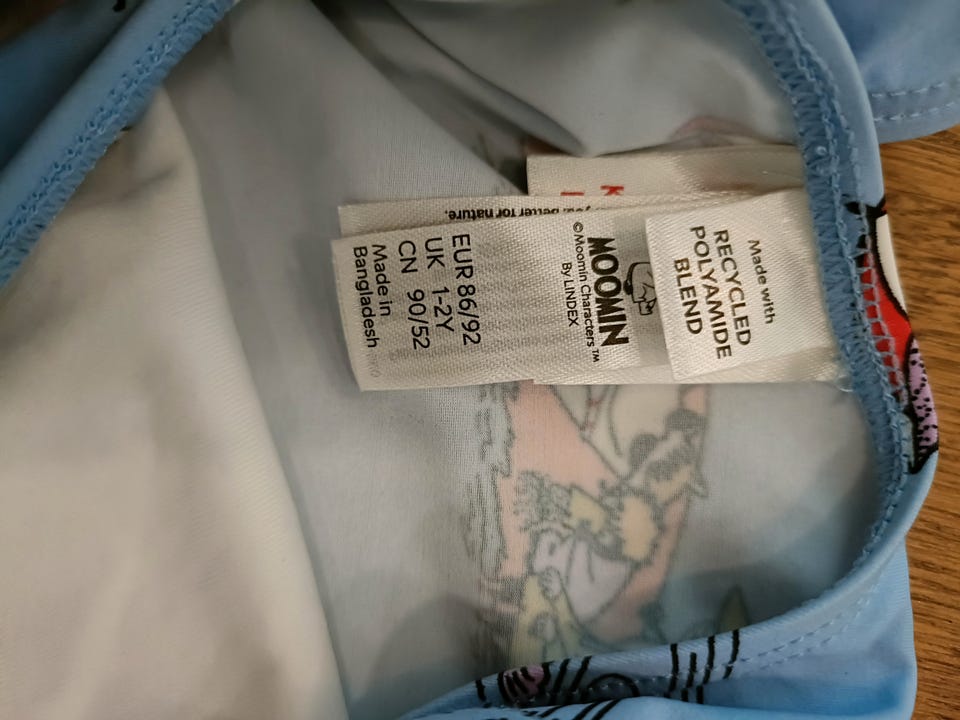 Made with
RECYCLED
POLYAMIDE
BLEND
MOOMIN
©Moomin Characters™
By LINDEX
EUR 86/92
UK 1-2Y
CN 90/52
Made in
Bangladesh
better for nature.
K